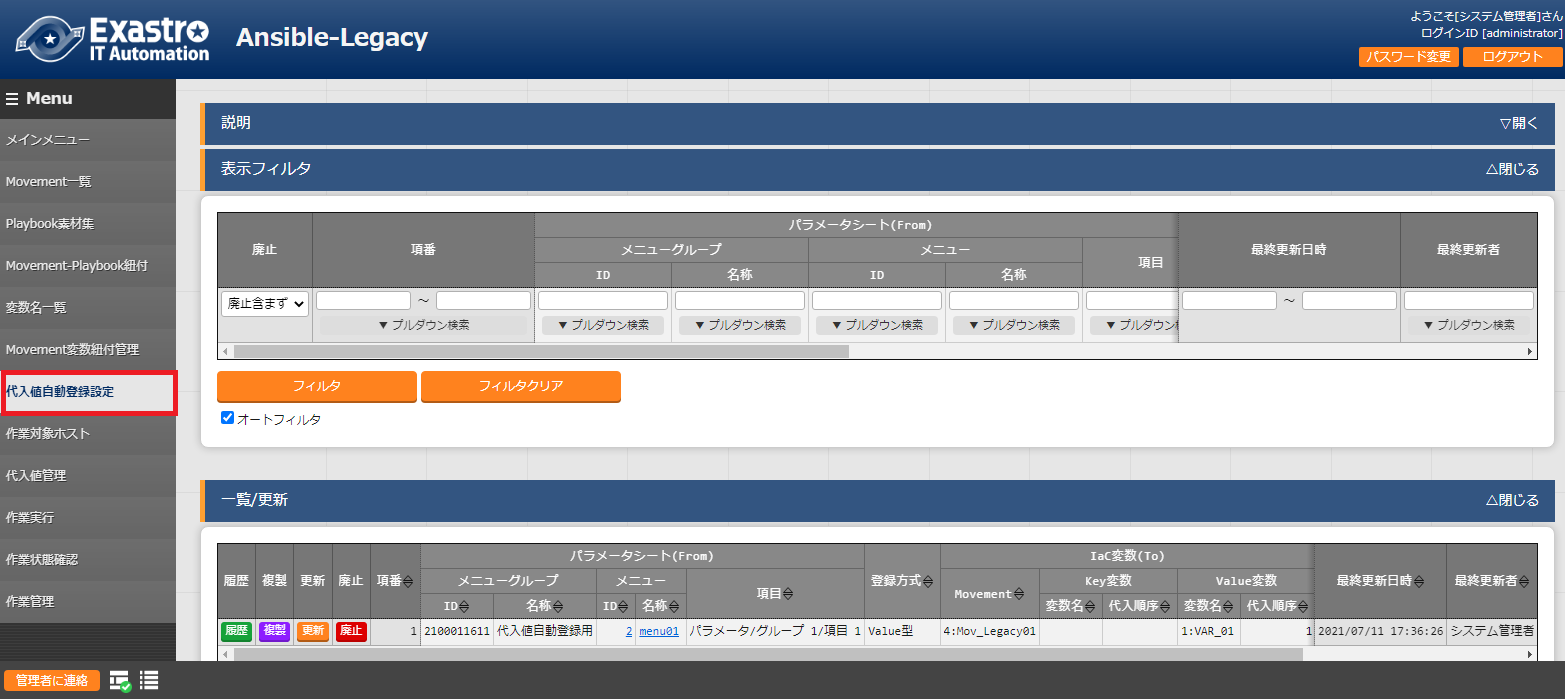 Exastro
IT Automation
Ansible-Legacy
ようこそ[システム管理者]さん
ログインID [administrator]
パスワード変更 ログアウト
Menu
メインメニュー
Movement一覧
Playbook素材集
Movement-Playbook紐付
変数名一覧
Movement変数紐付管理
代入値自動登録設定
作業対象ホスト
代入値管理
作業実行
作業状態確認
作業管理
説明 ▽開く
表示フィルタ △閉じる
廃止 項番 パラメータシート(From) 最終更新日時 最終更新者
メニューグループ メニュー 項目
ID 名称 ID 名称
廃止含まず ～ ～
▼プルダウン検索 ▼プルダウン検索 ▼プルダウン検索 ▼プルダウン検索 ▼プルダウン検索 ▼プルダウン ▼プルダウン検索
フィルタ フィルタクリア
オートフィルタ
一覧/更新 △閉じる
履歴 複製 更新 廃止 項番 パラメータシート(From) 登録方式 IaC変数(To) 最終更新日時 最終更新者
メニューグループ メニュー 項目 Movement Key変数 Value変数
ID 名称 ID 名称 変数名 代入順序 変数名 代入順序
履歴 複製 更新 廃止 1 2100011611 代入値自動登録用 2 menu01 パラメータ/グループ 1/項目 1 Value型 4:Mov_Legacy01 1:VAR_01 1 2021/07/11 17:36:26 システム管理者
管理者に連絡